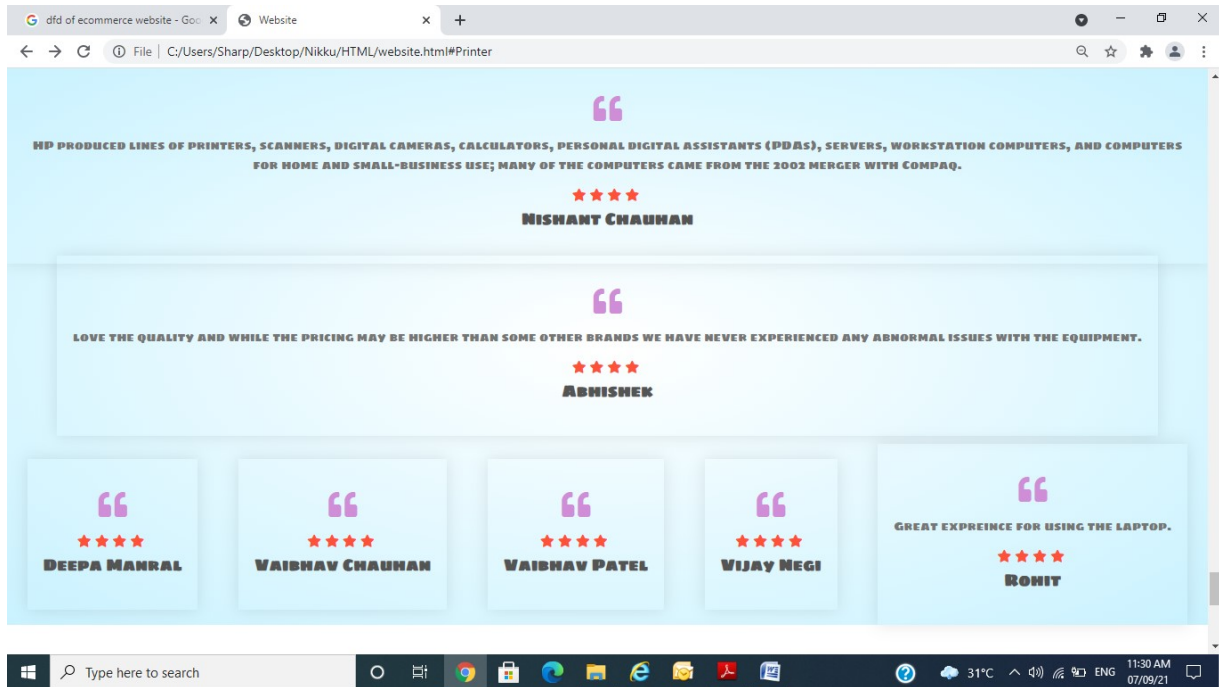 dfd of ecommerce website - Goo
Website
File | C:/Users/Sharp/Desktop/Nikku/HTML/website.html#Printer
HP produced lines of printers, scanners, digital cameras, calculators, personal digital assistants (PDAs), servers, workstation computers, and computers
for home and small-business use; many of the computers came from the 2002 merger with Compaq.
Nishant Chauhan
love the quality and while the pricing may be higher than some other brands we have never experienced any abnormal issues with the equipment.
Abhishek
Deepa Manral
Vaibhav Chauhan
Vaibhav Patel
Vijay Negi
Great expreince for using the laptop.
Rohit
Type here to search
31°C
ENG
11:30 AM
07/09/21